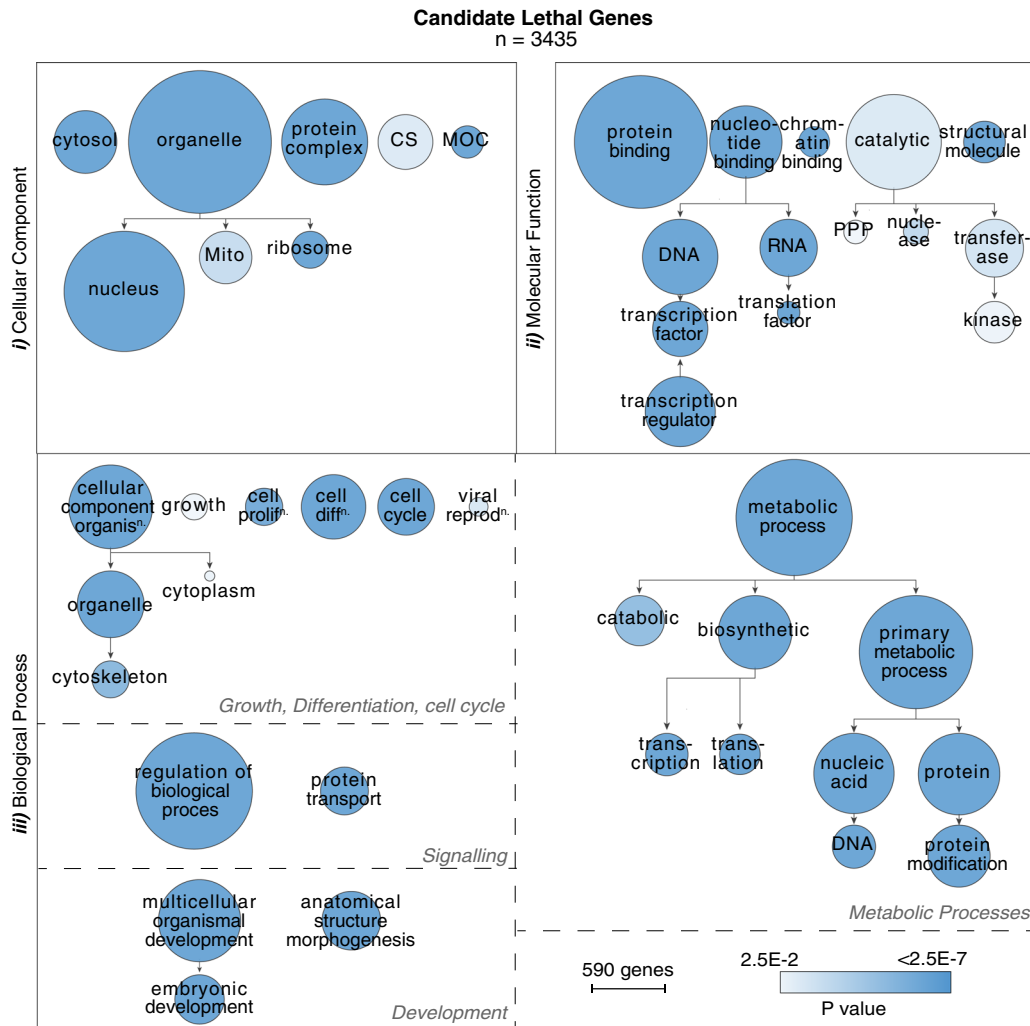 Candidate Lethal Genes
n = 3435
i) Cellular Component
cytosol
organelle
protein
complex
CS
MOC
nucleus
Mito
ribosome
ii) Molecular Function
protein
binding
nucleo-
tide
binding
chrom-
atin
binding
catalytic
structural
molecule
DNA
RNA
PPP
nucle-
ase
transfer-
ase
transcription
factor
translation
factor
kinase
transcription
regulator
iii) Biological Process
cellular
component
organisn.
growth
cell
prolifn.
cell
diffn.
cell
cycle
viral
reprodn.
organelle
cytoplasm
cytoskeleton
Growth, Differentiation, cell cycle
regulation of
biological
proces
protein
transport
Signalling
multicellular
organismal
development
anatomical
structure
morphogenesis
embryonic
development
Development
metabolic
process
catabolic
biosynthetic
primary
metabolic
process
trans-
cription
trans-
lation
nucleic
acid
protein
DNA
protein
modification
Metabolic Processes
590 genes
2.5E-2
<2.5E-7
P value